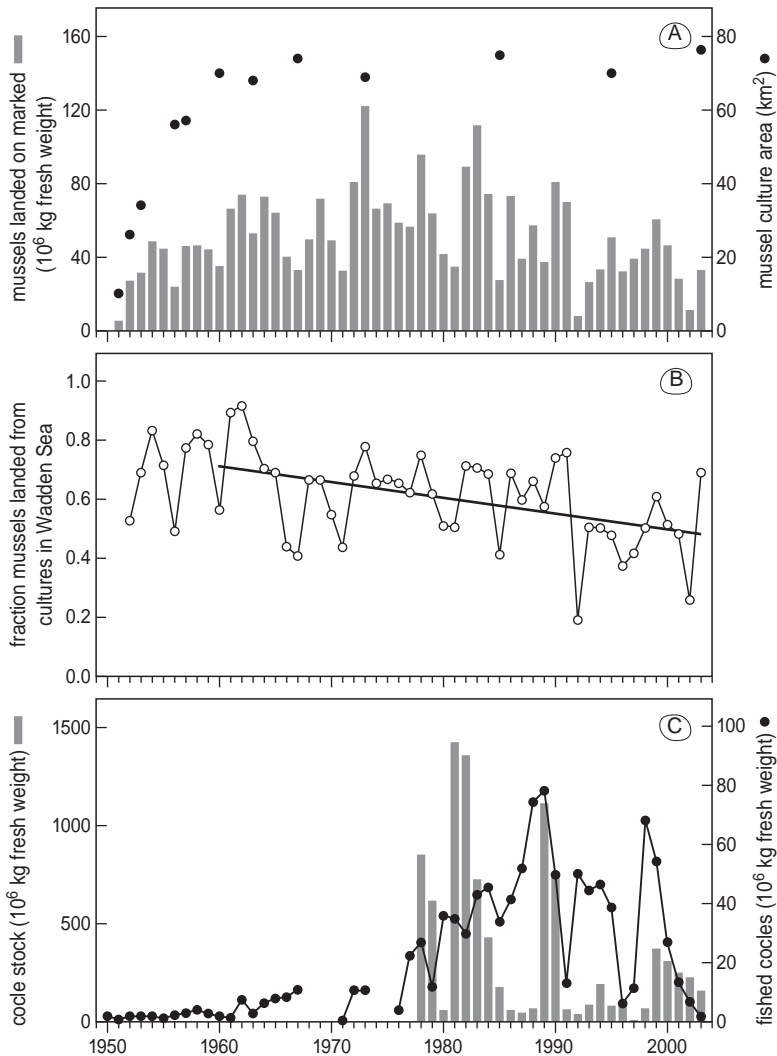 mussels landed on marked
(10⁶ kg fresh weight)
160
120
80
40
0
A
80
60
40
20
0
mussel culture area (km²)
fraction mussels landed from
cultures in Wadden Sea
1.0
0.8
0.6
0.4
0.2
0.0
B
cocle stock (10⁶ kg fresh weight)
1500
1000
500
0
C
100
80
60
40
20
0
fished cocles (10⁶ kg fresh weight)
1950 1960 1970 1980 1990 2000